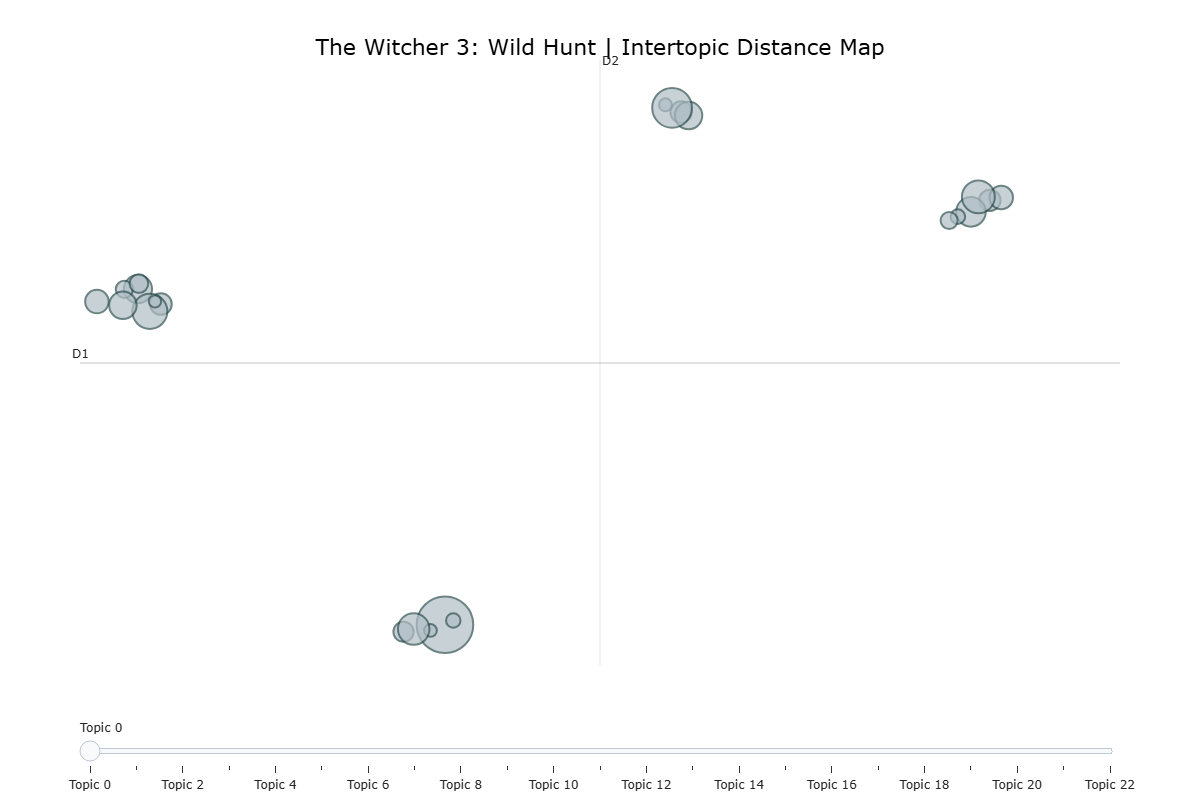 The Witcher 3: Wild Hunt | Intertopic Distance Map
D2
D1
Topic 0
Topic 0 Topic 2 Topic 4 Topic 6 Topic 8 Topic 10 Topic 12 Topic 14 Topic 16 Topic 18 Topic 20 Topic 22